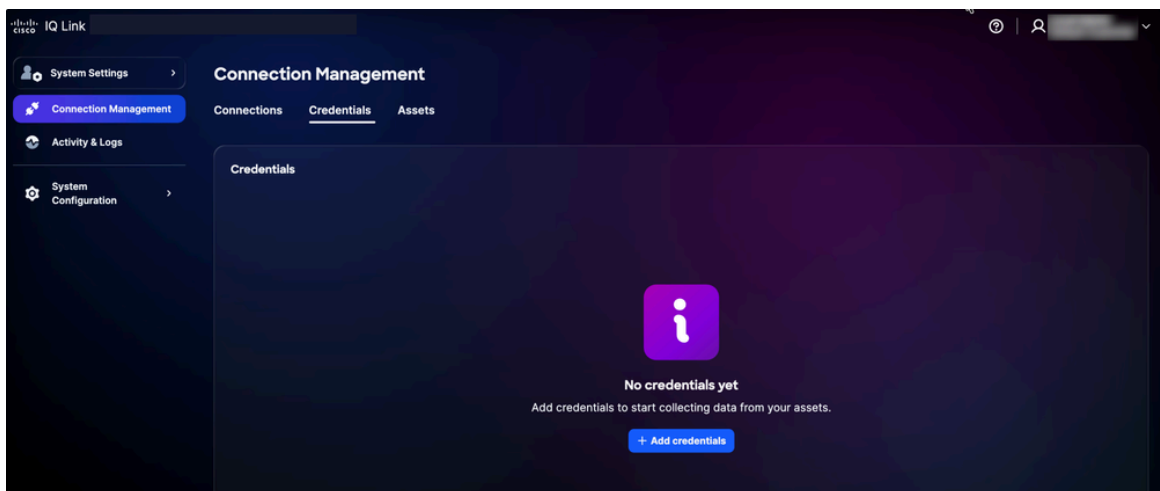 cisco IQ Link
System Settings
Connection Management
Activity & Logs
System
Configuration
Connection Management
Connections Credentials Assets
Credentials
No credentials yet
Add credentials to start collecting data from your assets.
+ Add credentials